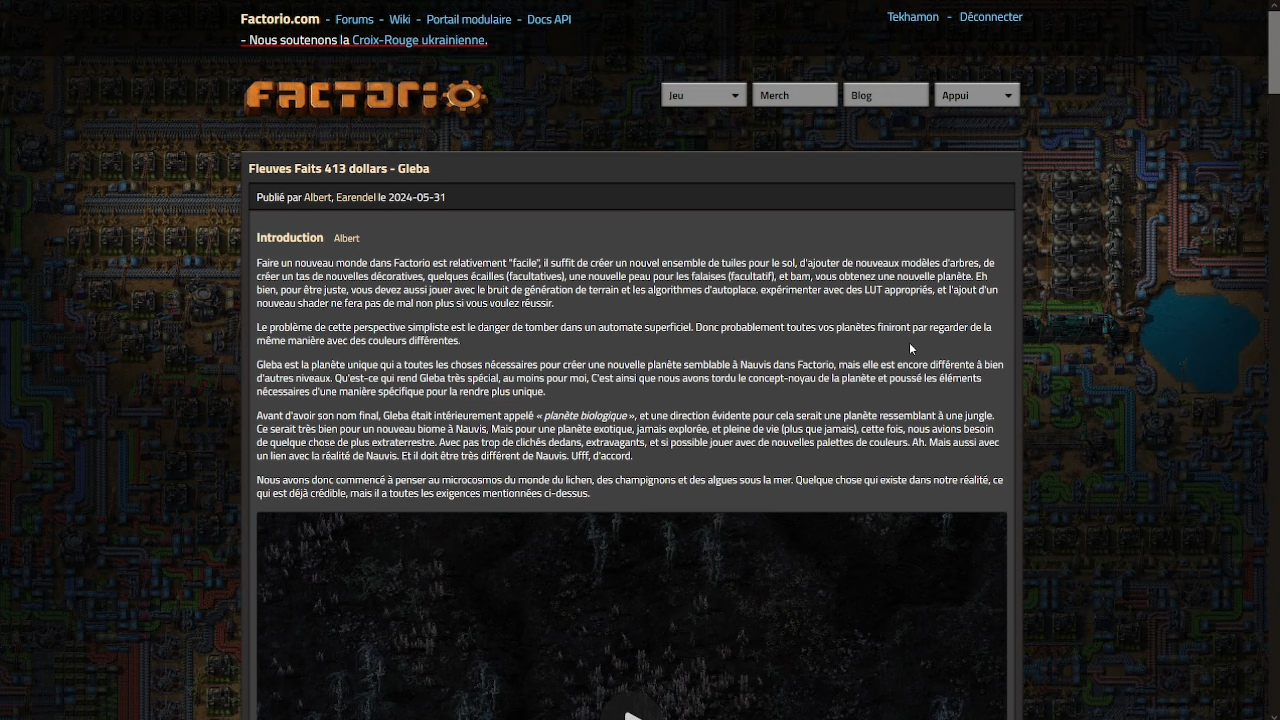 Factorio.com - Forums - Wiki - Portail modulaire - Docs API
Tekhamon - Déconnecter
- Nous soutenons la Croix-Rouge ukrainienne.
FACTORIO
Jeu Merch Blog Appui
Fleuves Faits 413 dollars - Gleba
Publié par Albert, Earendel le 2024-05-31
Introduction Albert
Faire un nouveau monde dans Factorio est relativement "facile", il suffit de créer un nouvel ensemble de tuiles pour le sol, d'ajouter de nouveaux modèles d'arbres, de
créer un tas de nouvelles décoratives, quelques écailles (facultatives), une nouvelle peau pour les falaises (facultatif), et bam, vous obtenez une nouvelle planète. Eh
bien, pour être juste, vous devez aussi jouer avec le bruit de génération de terrain et les algorithmes d'autoplace. expérimenter avec des LUT appropriés, et l'ajout d'un
nouveau shader ne fera pas de mal non plus si vous voulez réussir.
Le problème de cette perspective simpliste est le danger de tomber dans un automate superficiel. Donc probablement toutes vos planètes finiront par regarder de la
même manière avec des couleurs différentes.
Gleba est la planète unique qui a toutes les choses nécessaires pour créer une nouvelle planète semblable à Nauvis dans Factorio, mais elle est encore différente à bien
d'autres niveaux. Qu'est-ce qui rend Gleba très spécial, au moins pour moi, C'est ainsi que nous avons tordu le concept-noyau de la planète et poussé les éléments
nécessaires d'une manière spécifique pour la rendre plus unique.
Avant d'avoir son nom final, Gleba était intérieurement appelé « planète biologique », et une direction évidente pour cela serait une planète ressemblant à une jungle.
Ce serait très bien pour un nouveau biome à Nauvis, Mais pour une planète exotique, jamais explorée, et pleine de vie (plus que jamais), cette fois, nous avions besoin
de quelque chose de plus extraterrestre. Avec pas trop de clichés dedans, extravagants, et si possible jouer avec de nouvelles palettes de couleurs. Ah. Mais aussi avec
un lien avec la réalité de Nauvis. Et il doit être très différent de Nauvis. Ufff, d'accord.
Nous avons donc commencé à penser au microcosmos du monde du lichen, des champignons et des algues sous la mer. Quelque chose qui existe dans notre réalité, ce
qui est déjà crédible, mais il a toutes les exigences mentionnées ci-dessus.